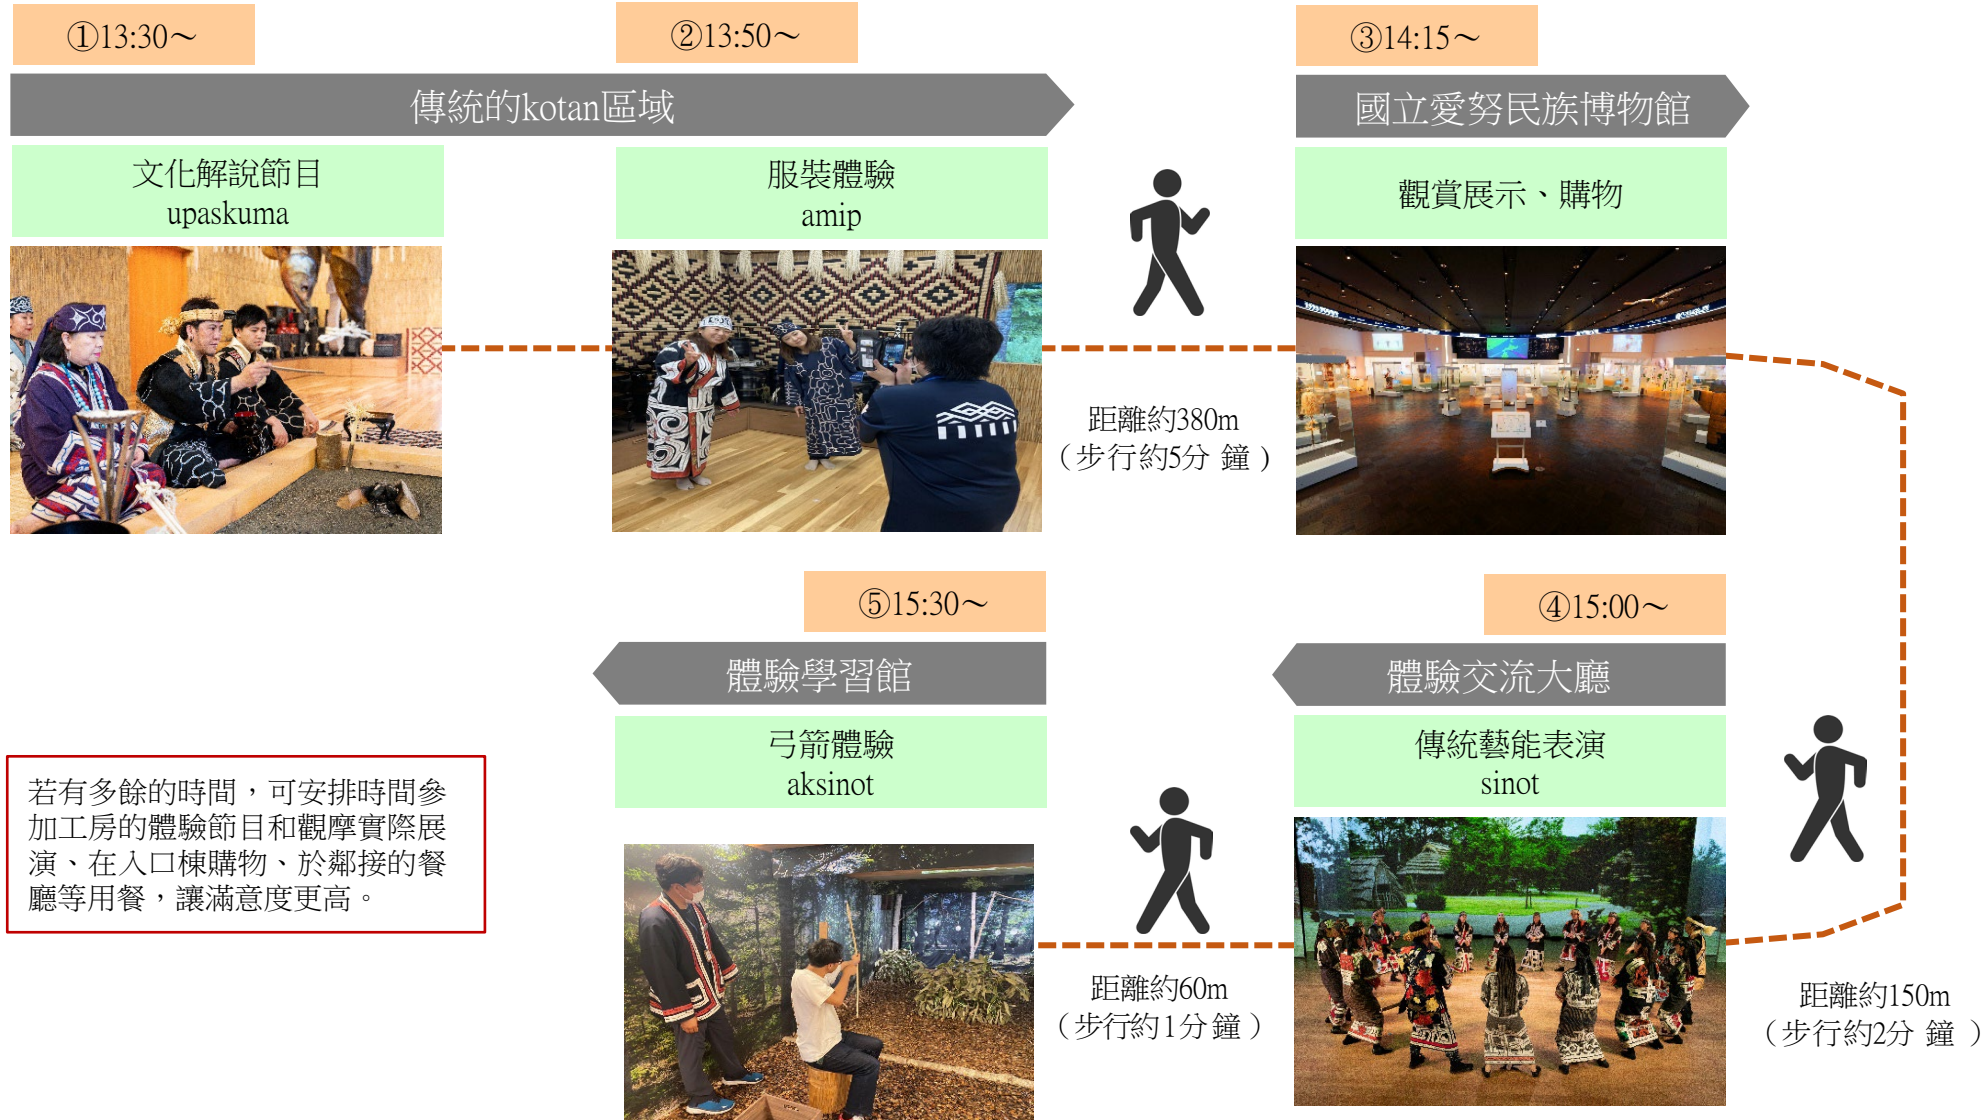 ①13:30～
②13:50～
③14:15～
傳統的kotan區域
國立愛努民族博物館
文化解說節目
upaskuma
服裝體驗
amip
觀賞展示、購物
距離約380m
（步行約5分 鐘 ）
⑤15:30～
④15:00～
體驗學習館
體驗交流大廳
弓箭體驗
aksinot
傳統藝能表演
sinot
若有多餘的時間，可安排時間參
加工房的體驗節目和觀摩實際展
演、在入口棟購物、於鄰接的餐
廳等用餐，讓滿意度更高。
距離約60m
（步行約1分 鐘 ）
距離約150m
（步行約2分 鐘 ）